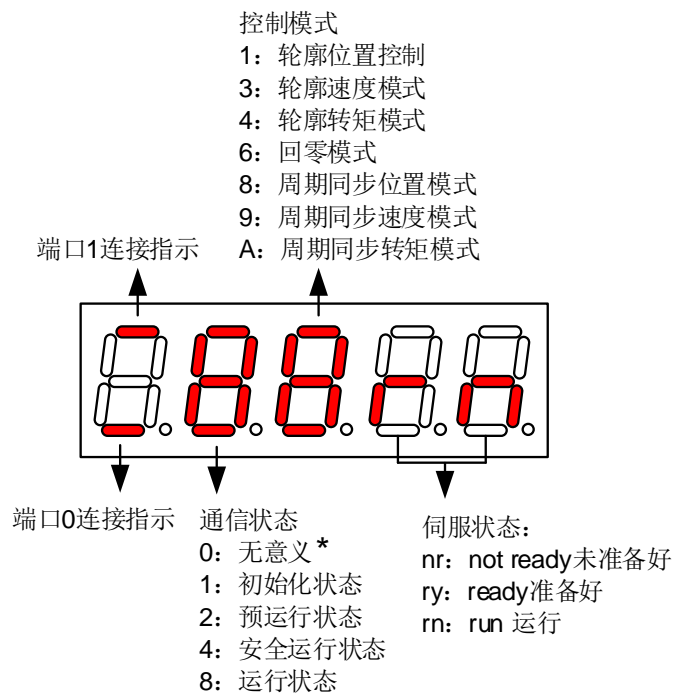 控制模式
1：轮廓位置控制
3：轮廓速度模式
4：轮廓转矩模式
6：回零模式
8：周期同步位置模式
9：周期同步速度模式
A：周期同步转矩模式
端口1连接指示
88rn
端口0连接指示
通信状态
0：无意义*
1：初始化状态
2：预运行状态
4：安全运行状态
8：运行状态
伺服状态：
nr：not ready未准备好
ry：ready准备好
rn：run 运行